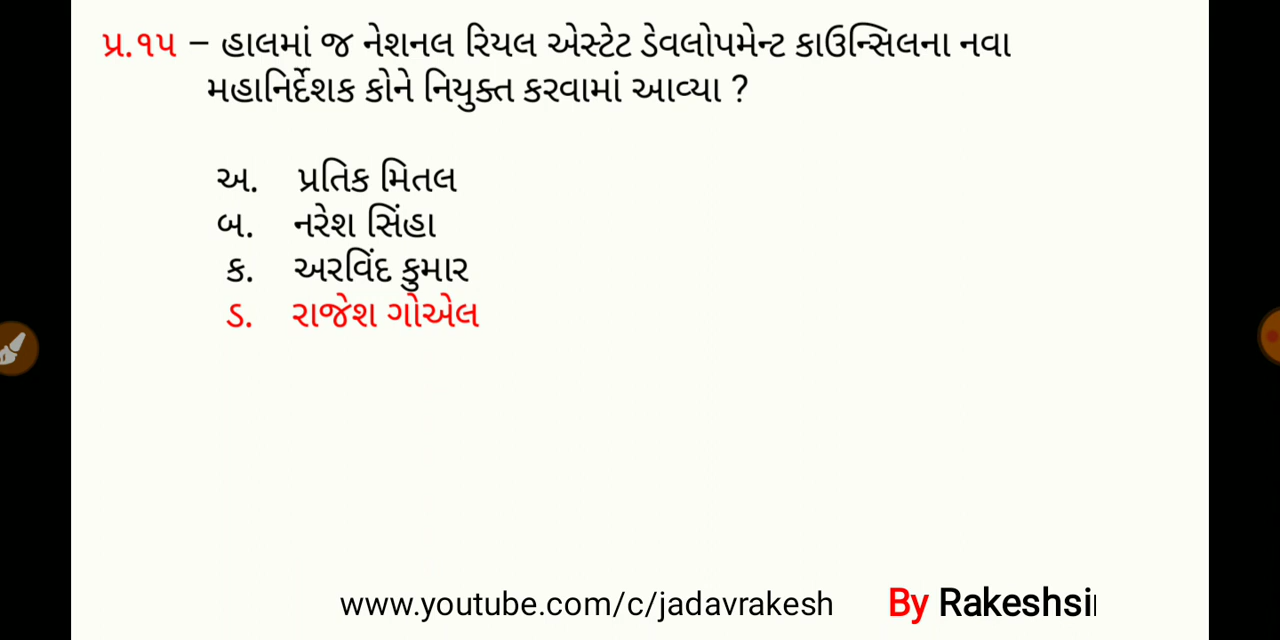 પ્ર.૧૫ – હાલમાં જ નેશનલ રિયલ એસ્ટેટ ડેવલોપમેન્ટ કાઉન્સિલના નવા
મહાનિર્દેશક કોને નિયુક્ત કરવામાં આવ્યા ?
અ. પ્રતિક મિતલ
બ. નરેશ સિંહા
ક. અરવિંદ કુમાર
ડ. રાજેશ ગોએલ
www.youtube.com/c/jadavrakesh By Rakeshsi